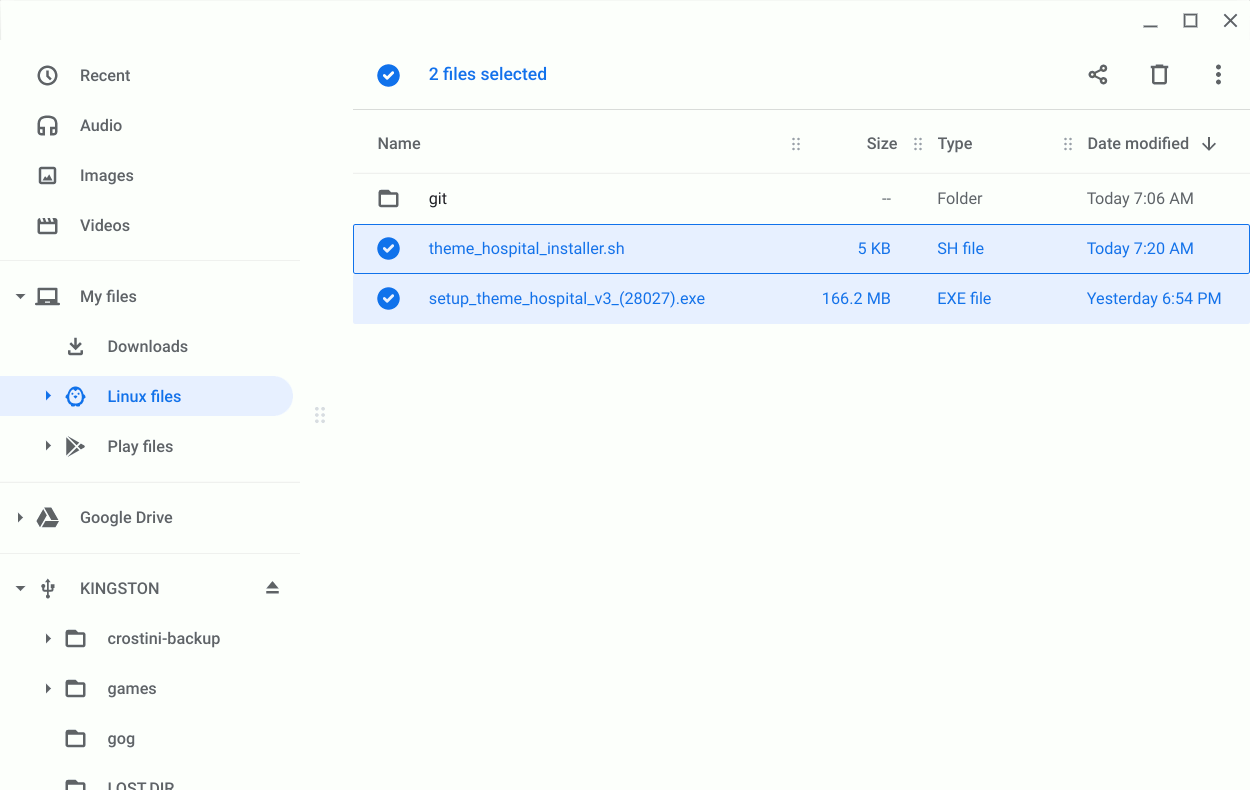 Recent
Audio
Images
Videos
My files
Downloads
Linux files
Play files
Google Drive
KINGSTON
crostini-backup
games
gog
LOST.DIR
2 files selected
Name Size Type Date modified
git -- Folder Today 7:06 AM
theme_hospital_installer.sh 5 KB SH file Today 7:20 AM
setup_theme_hospital_v3_(28027).exe 166.2 MB EXE file Yesterday 6:54 PM